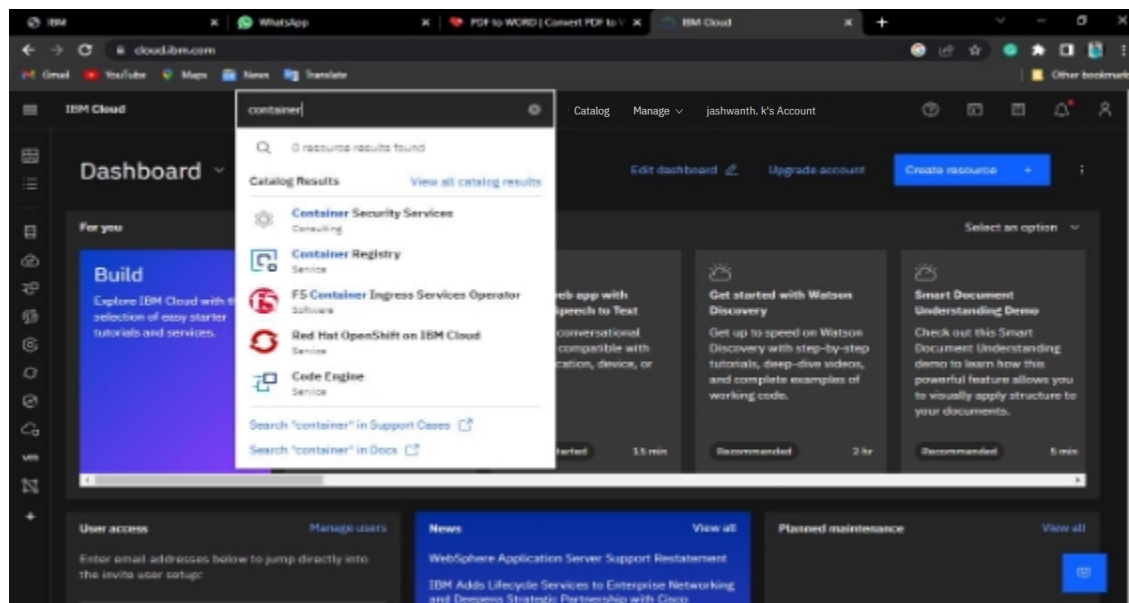 IBM
WhatsApp
PDF to WORD | Convert PDF to
IBM Cloud
cloud.ibm.com
Gmail
YouTube
Maps
News
Translate
Other bookmark
IBM Cloud
container
Catalog
Manage
jashwanth. k's Account
Dashboard
0 resource results found
Edit dashboard
Upgrade account
Create resource +
Catalog Results
View all catalog results
For you
Select an option
Container Security Services
Consulting
Container Registry
Service
F5 Container Ingress Services Operator
Software
Red Hat OpenShift on IBM Cloud
Service
Code Engine
Service
Search "container" in Support Cases
Search "container" in Docs
Build
Explore IBM Cloud with
selection of easy starter
tutorials and services.
app with
Speech to Text
conversational
compatible with
device, or
15 min
Get started with Watson
Discovery
Get up to speed on Watson
Discovery with step-by-step
tutorials, deep-dive videos,
and complete examples of
working code.
Recommended
2 hr
Smart Document
Understanding Demo
Check out this Smart
Document Understanding
demo to learn how this
powerful feature allows you
to visually apply structure to
your documents.
Recommended
5 min
User access
Manage users
Enter email addresses below to jump directly into
the invite user setup:
News
View all
WebSphere Application Server Support Restatement
IBM Adds Lifecycle Services to Enterprise Networking
and Deepens Strategic Partnership with Cisco
Planned maintenance
View all